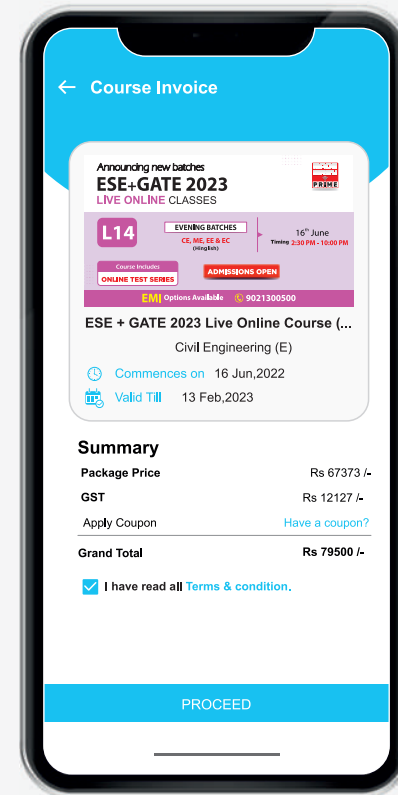 Course Invoice
Announcing new batches
ESE+GATE 2023
LIVE ONLINE CLASSES
PRIME
L14
EVENING BATCHES
CE, ME, EE & EC
(Hinglish)
16th June
Timing 2:30 PM - 10:00 PM
Course Includes
ONLINE TEST SERIES
ADMISSIONS OPEN
EMI Options Available 9021300500
ESE + GATE 2023 Live Online Course (...
Civil Engineering (E)
Commences on 16 Jun,2022
Valid Till 13 Feb,2023
Summary
Package Price Rs 67373 /-
GST Rs 12127 /-
Apply Coupon Have a coupon?
Grand Total Rs 79500 /-
I have read all Terms & condition.
PROCEED